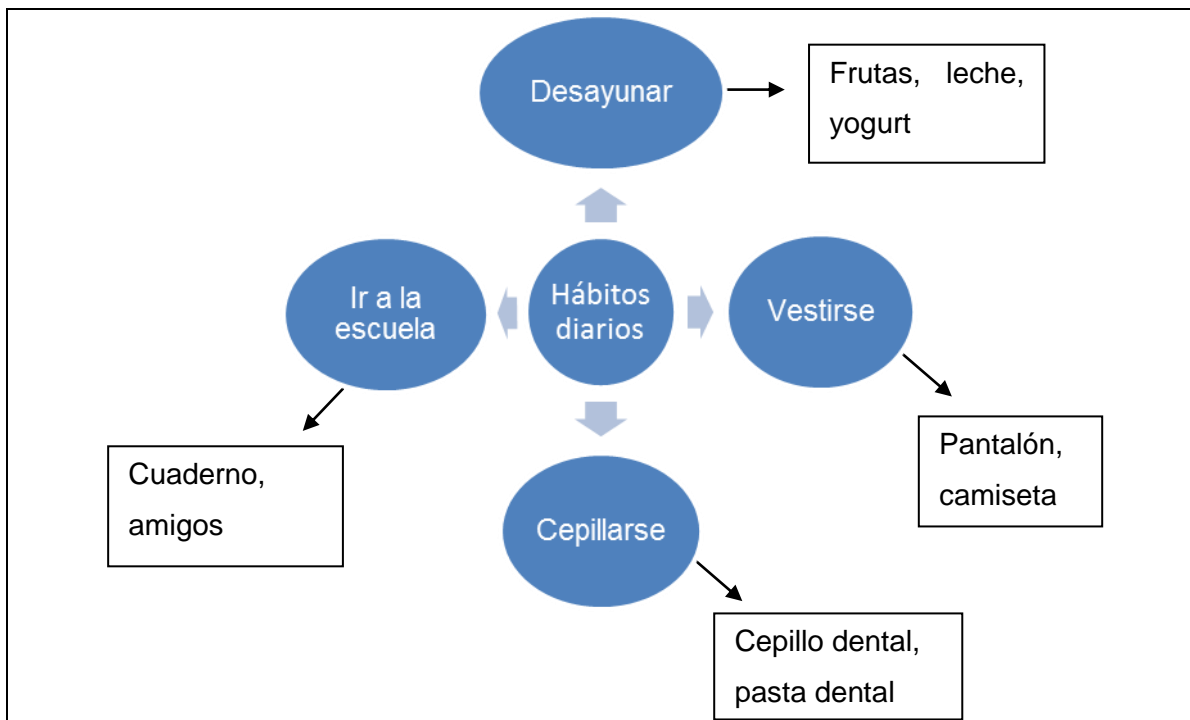 Desayunar
Frutas, leche,
yogurt
Ir a la
escuela
Hábitos
diarios
Vestirse
Cuaderno,
amigos
Pantalón,
camiseta
Cepillarse
Cepillo dental,
pasta dental